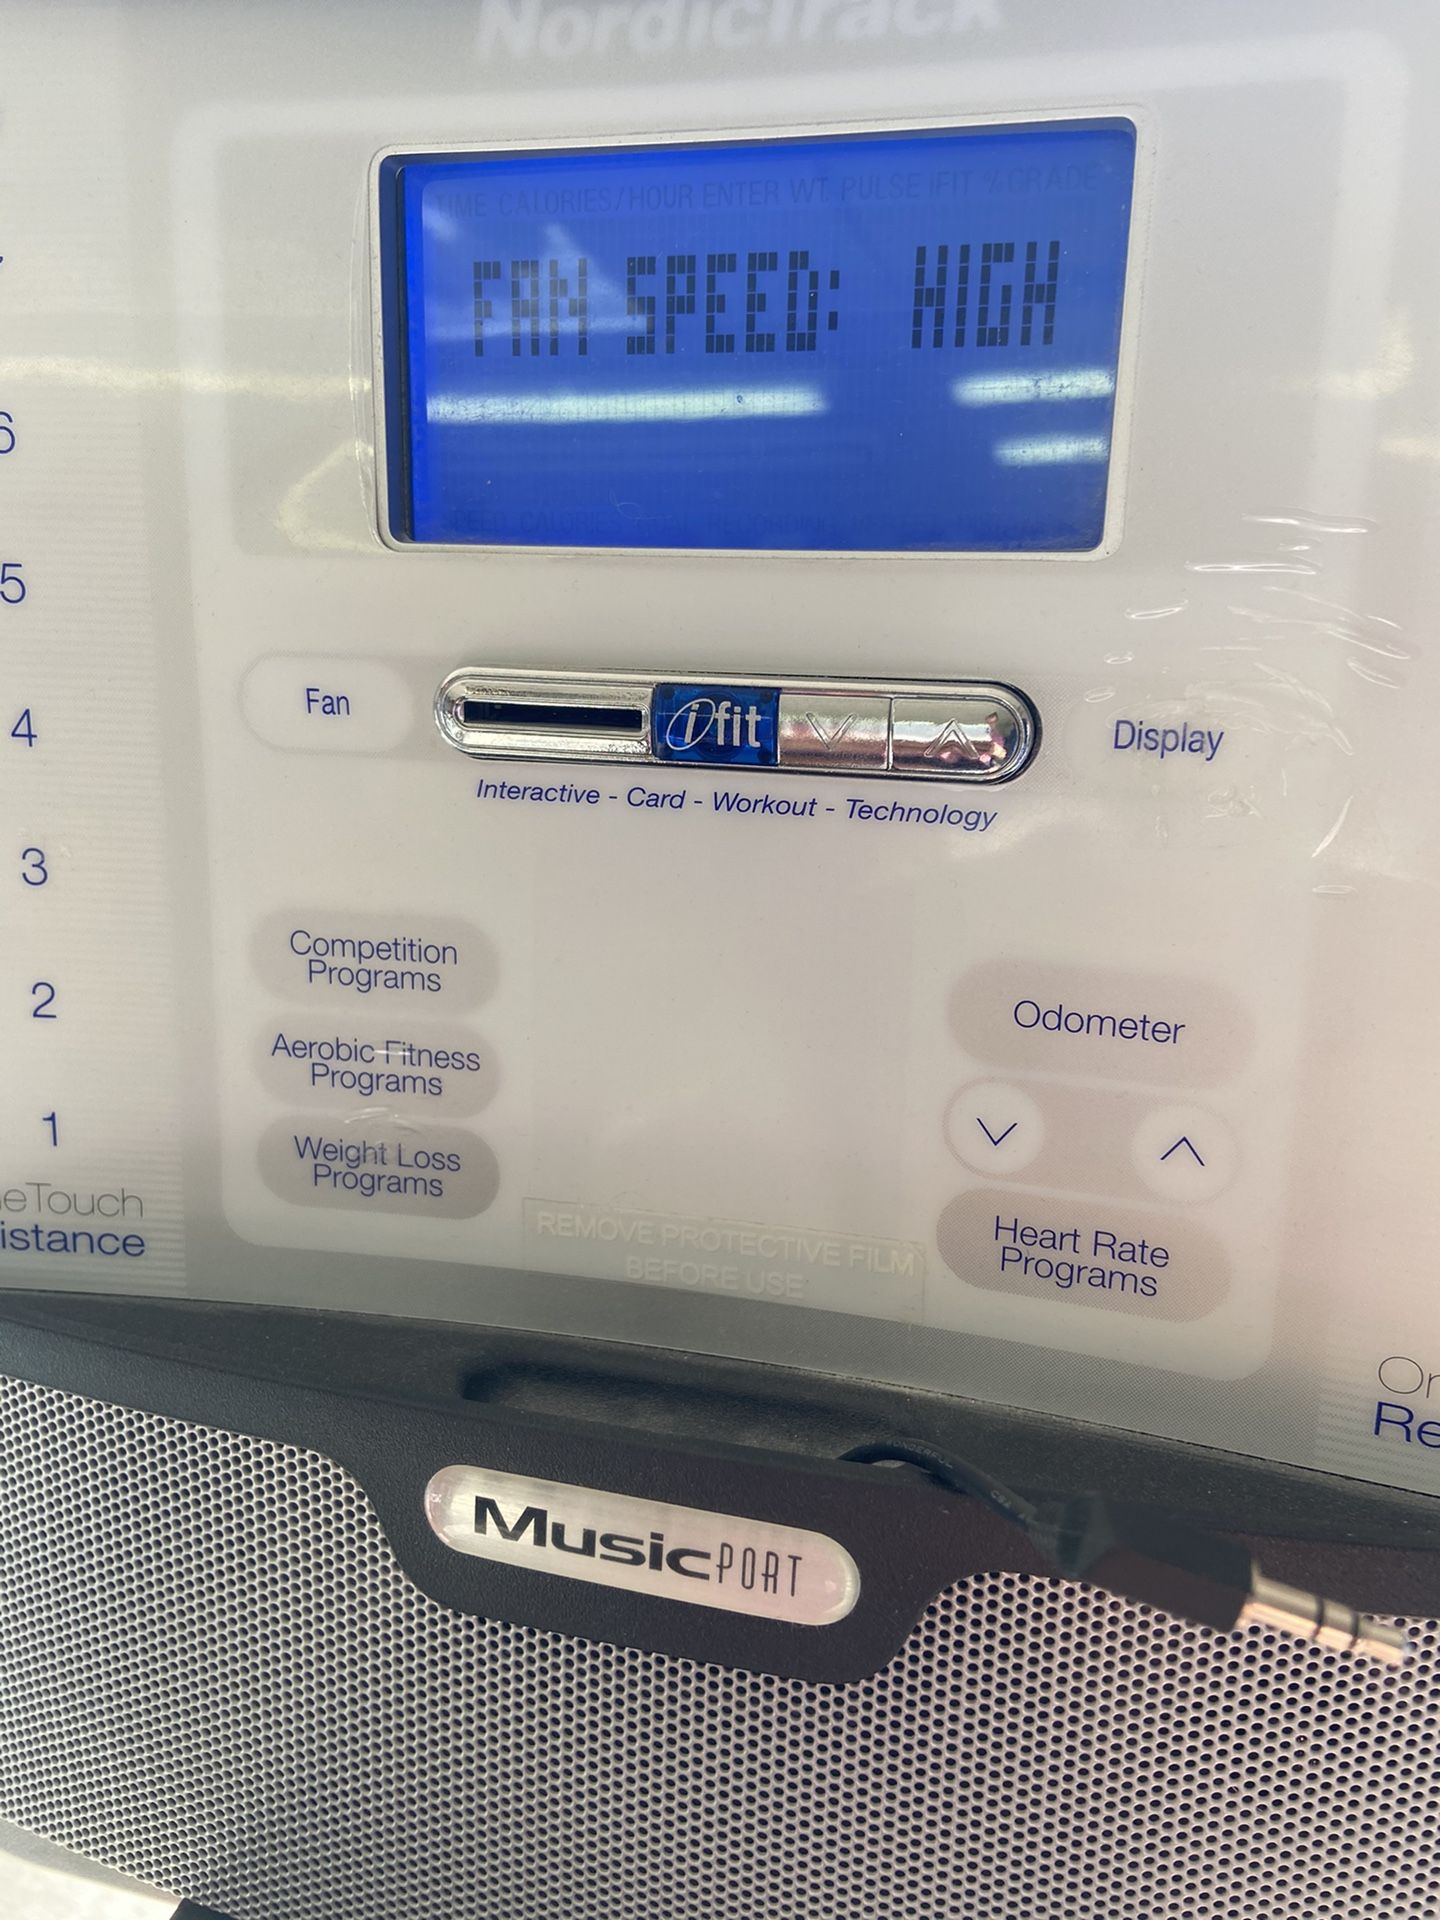 NordicTrack
TIME CALORIES/HOUR ENTER WT. PULSE iFIT % GRADE
FAN SPEED: HIGH
6
5
4
3
2
1
eTouch
istance
Fan
ifit
Display
Interactive - Card - Workout - Technology
Competition
Programs
Aerobic Fitness
Programs
Weight Loss
Programs
Odometer
Heart Rate
Programs
REMOVE PROTECTIVE FILM
BEFORE USE
On
Re
MUSICPORT